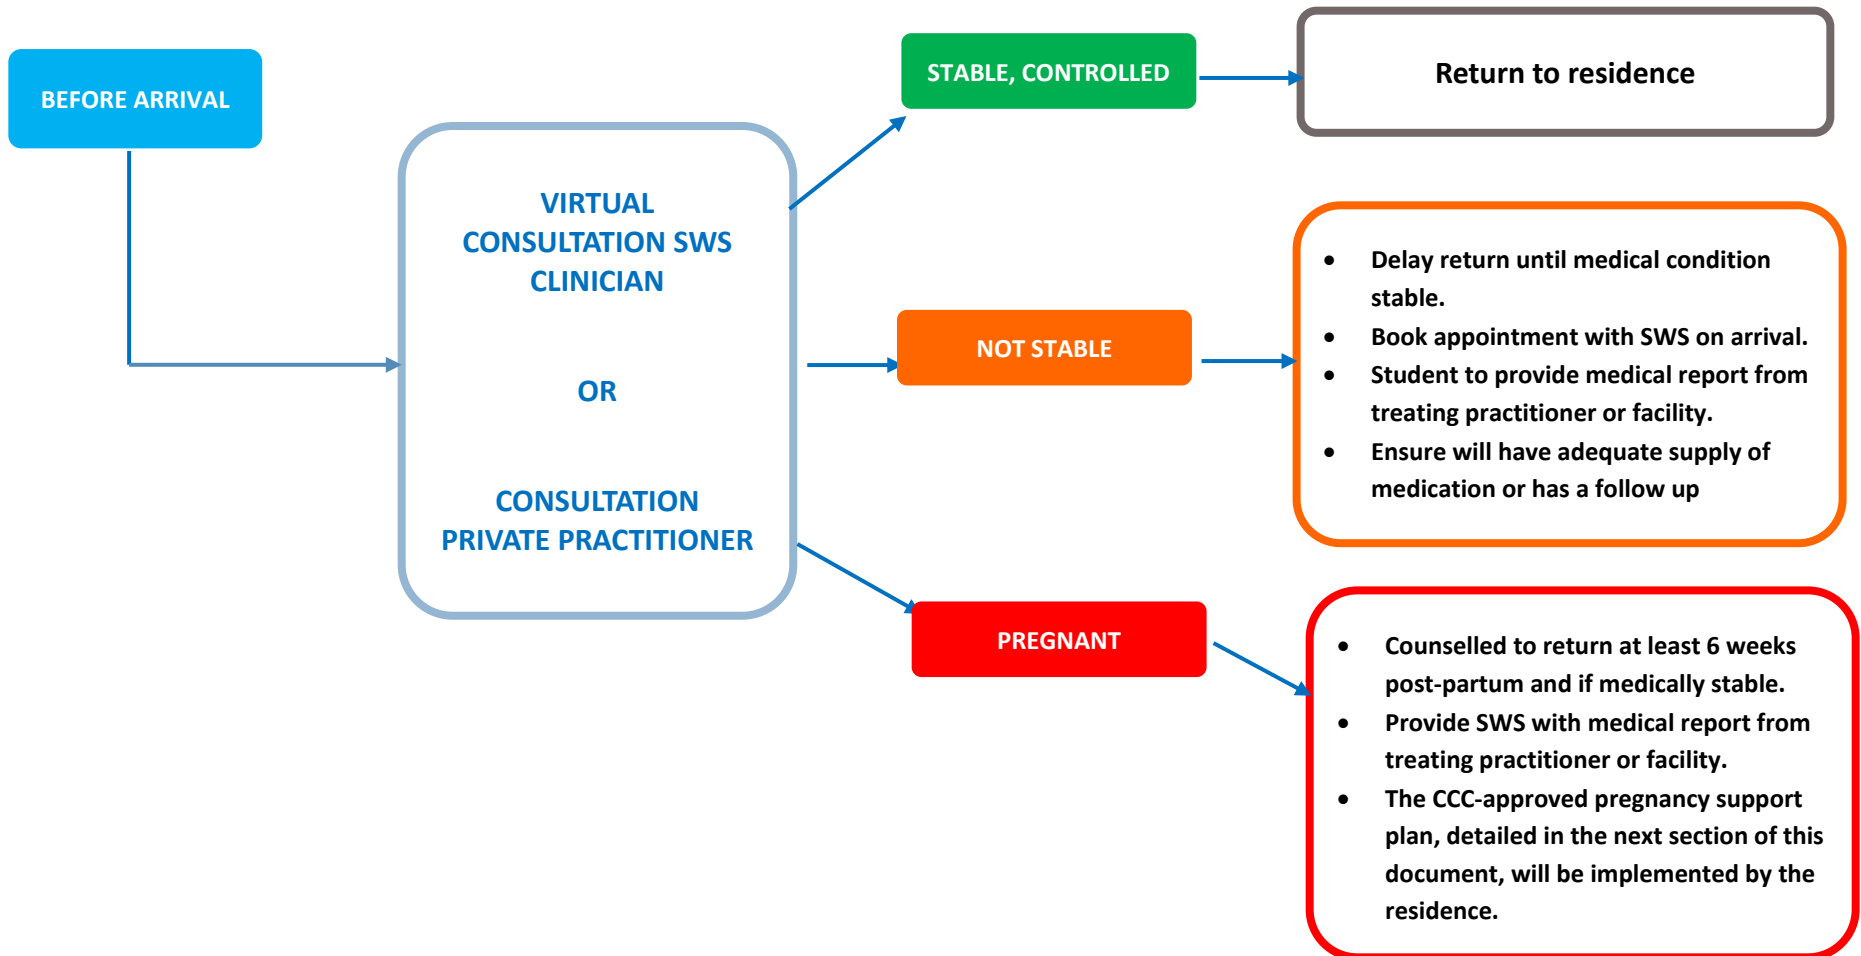 BEFORE ARRIVAL
VIRTUAL
CONSULTATION SWS
CLINICIAN
OR
CONSULTATION
PRIVATE PRACTITIONER
STABLE, CONTROLLED
Return to residence
NOT STABLE
• Delay return until medical condition
stable.
• Book appointment with SWS on arrival.
• Student to provide medical report from
treating practitioner or facility.
• Ensure will have adequate supply of
medication or has a follow up
PREGNANT
• Counselled to return at least 6 weeks
post-partum and if medically stable.
• Provide SWS with medical report from
treating practitioner or facility.
• The CCC-approved pregnancy support
plan, detailed in the next section of this
document, will be implemented by the
residence.